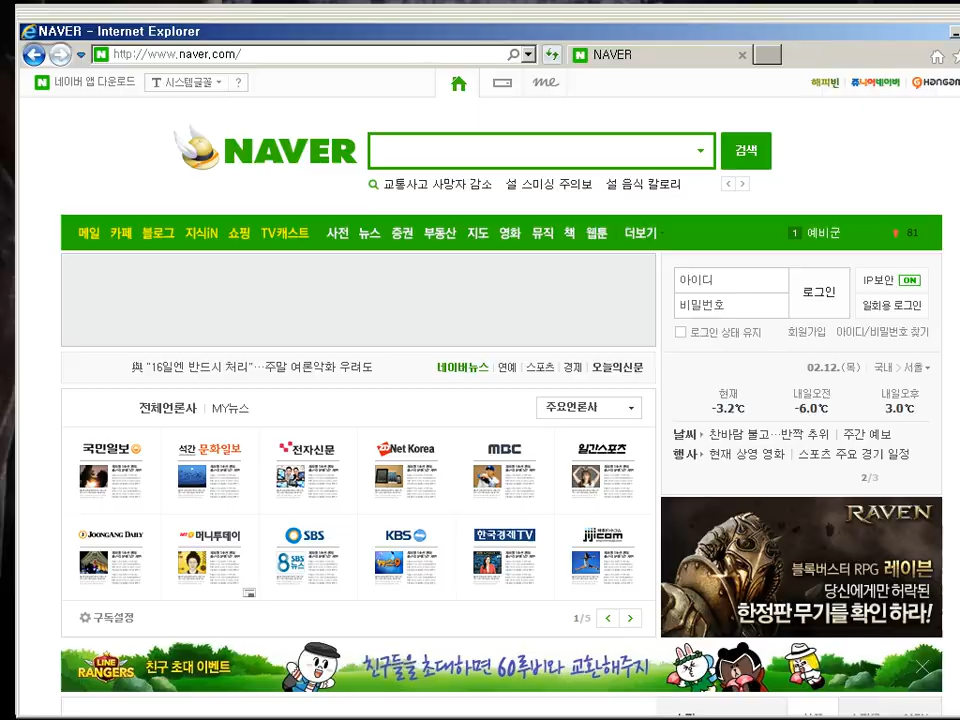 NAVER - Internet Explorer
http://www.naver.com/
NAVER
네이버 앱 다운로드
T 시스템글꼴
?
me
해피빈
쥬니어네이버
Hangam
NAVER
검색
교통사고 사망자 감소 설 스미싱 주의보 설 음식 칼로리
메일 카페 블로그 지식iN 쇼핑 TV캐스트 사전 뉴스 증권 부동산 지도 영화 뮤직 책 웹툰 더보기
1 예비군 81
아이디
비밀번호
로그인
IP보안 ON
일회용 로그인
로그인 상태 유지 회원가입 아이디/비밀번호 찾기
與 "16일엔 반드시 처리"…주말 여론악화 우려도
네이버뉴스 연예 스포츠 경제 오늘의신문
02.12.(목) 국내 > 서울
현재 내일오전 내일오후
-3.2℃ -6.0℃ 3.0℃
날씨 찬바람 불고…반짝 추위 | 주간 예보
행사 현재 상영 영화 | 스포츠 주요 경기 일정
2/3
전체언론사 | MY뉴스
주요언론사
국민일보
석간 문화일보
전자신문
Net Korea
MBC
일간스포츠
JOONGANG DAILY
머니투데이
SBS
KBS
한국경제TV
jjijcom
구독설정
1/5
RAVEN
블록버스터 RPG 레이븐
당신에게만 허락된
한정판 무기를 확인하라!
LINE RANGERS
친구 초대 이벤트
친구들을 초대하면 60루비와 교환해주지